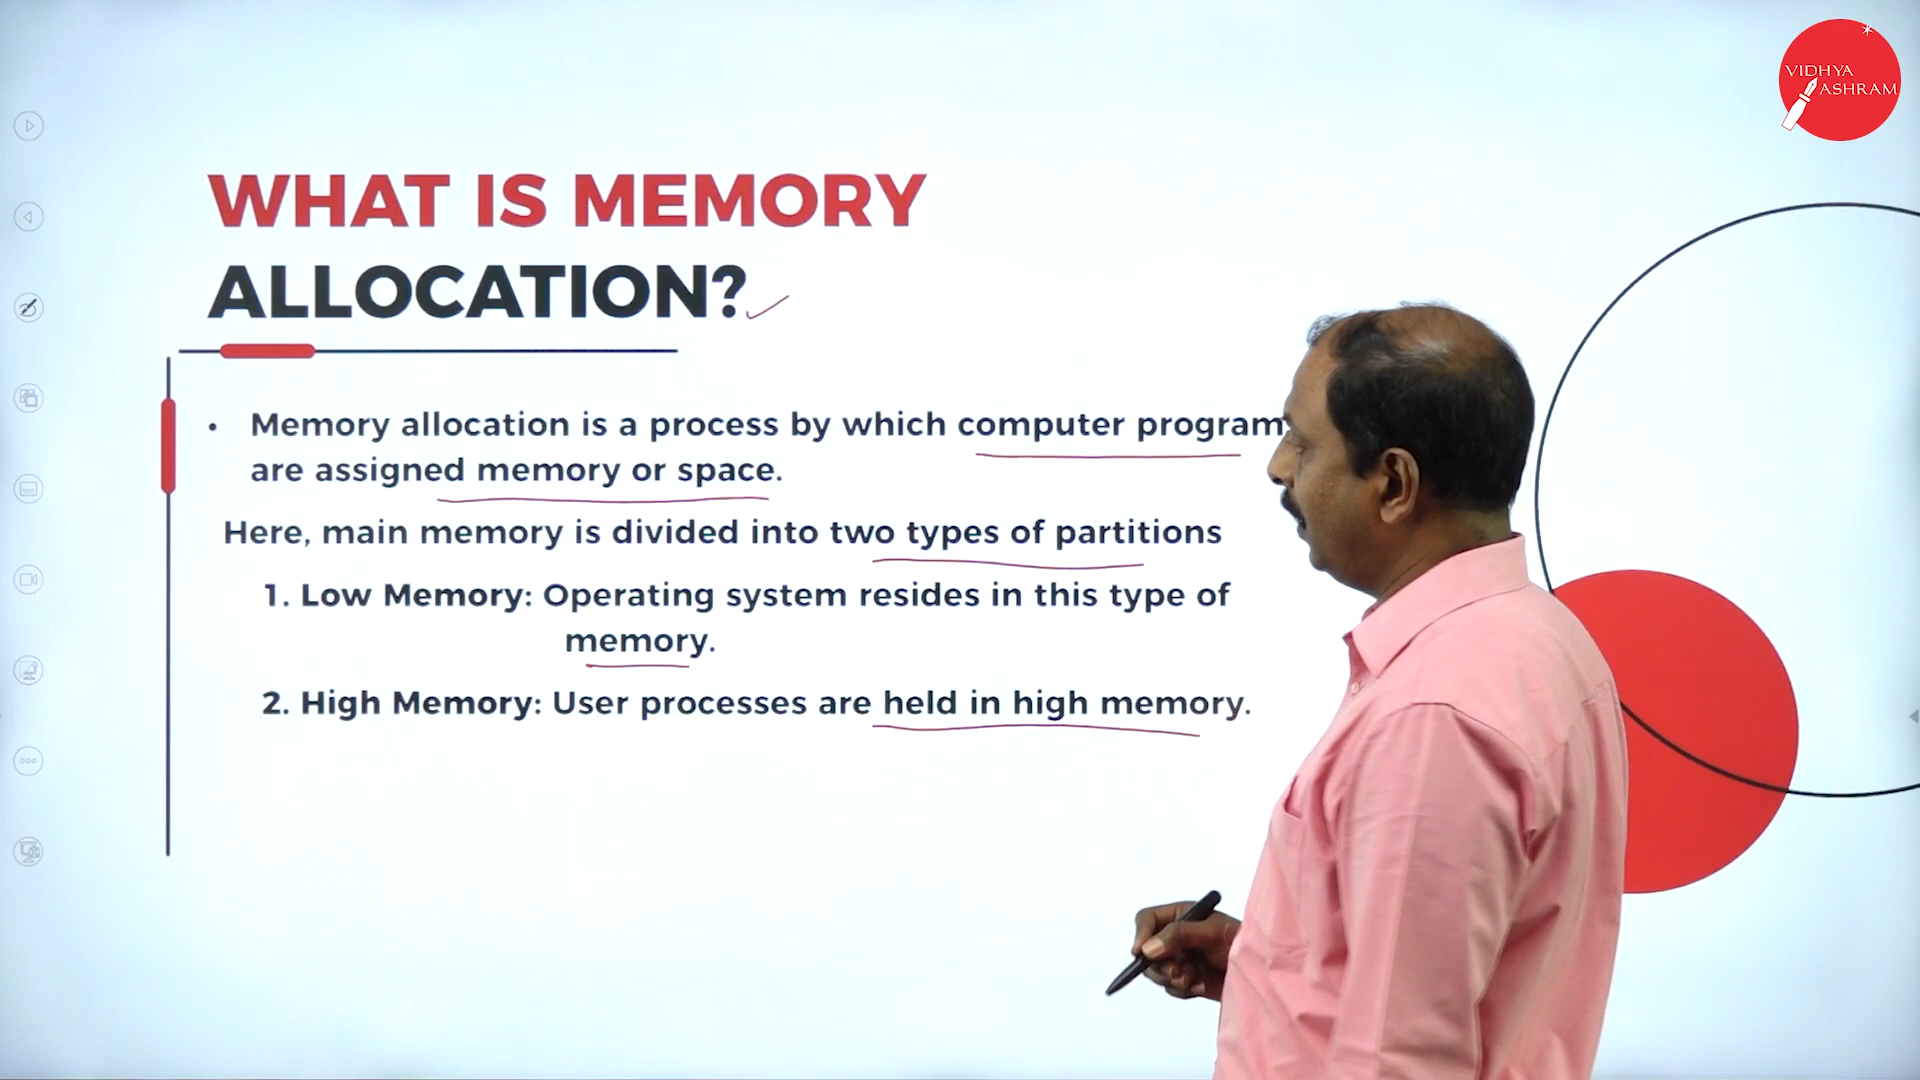 VIDHYA
ASHRAM
WHAT IS MEMORY
ALLOCATION?
• Memory allocation is a process by which computer program
are assigned memory or space.
Here, main memory is divided into two types of partitions
1. Low Memory: Operating system resides in this type of
memory.
2. High Memory: User processes are held in high memory.